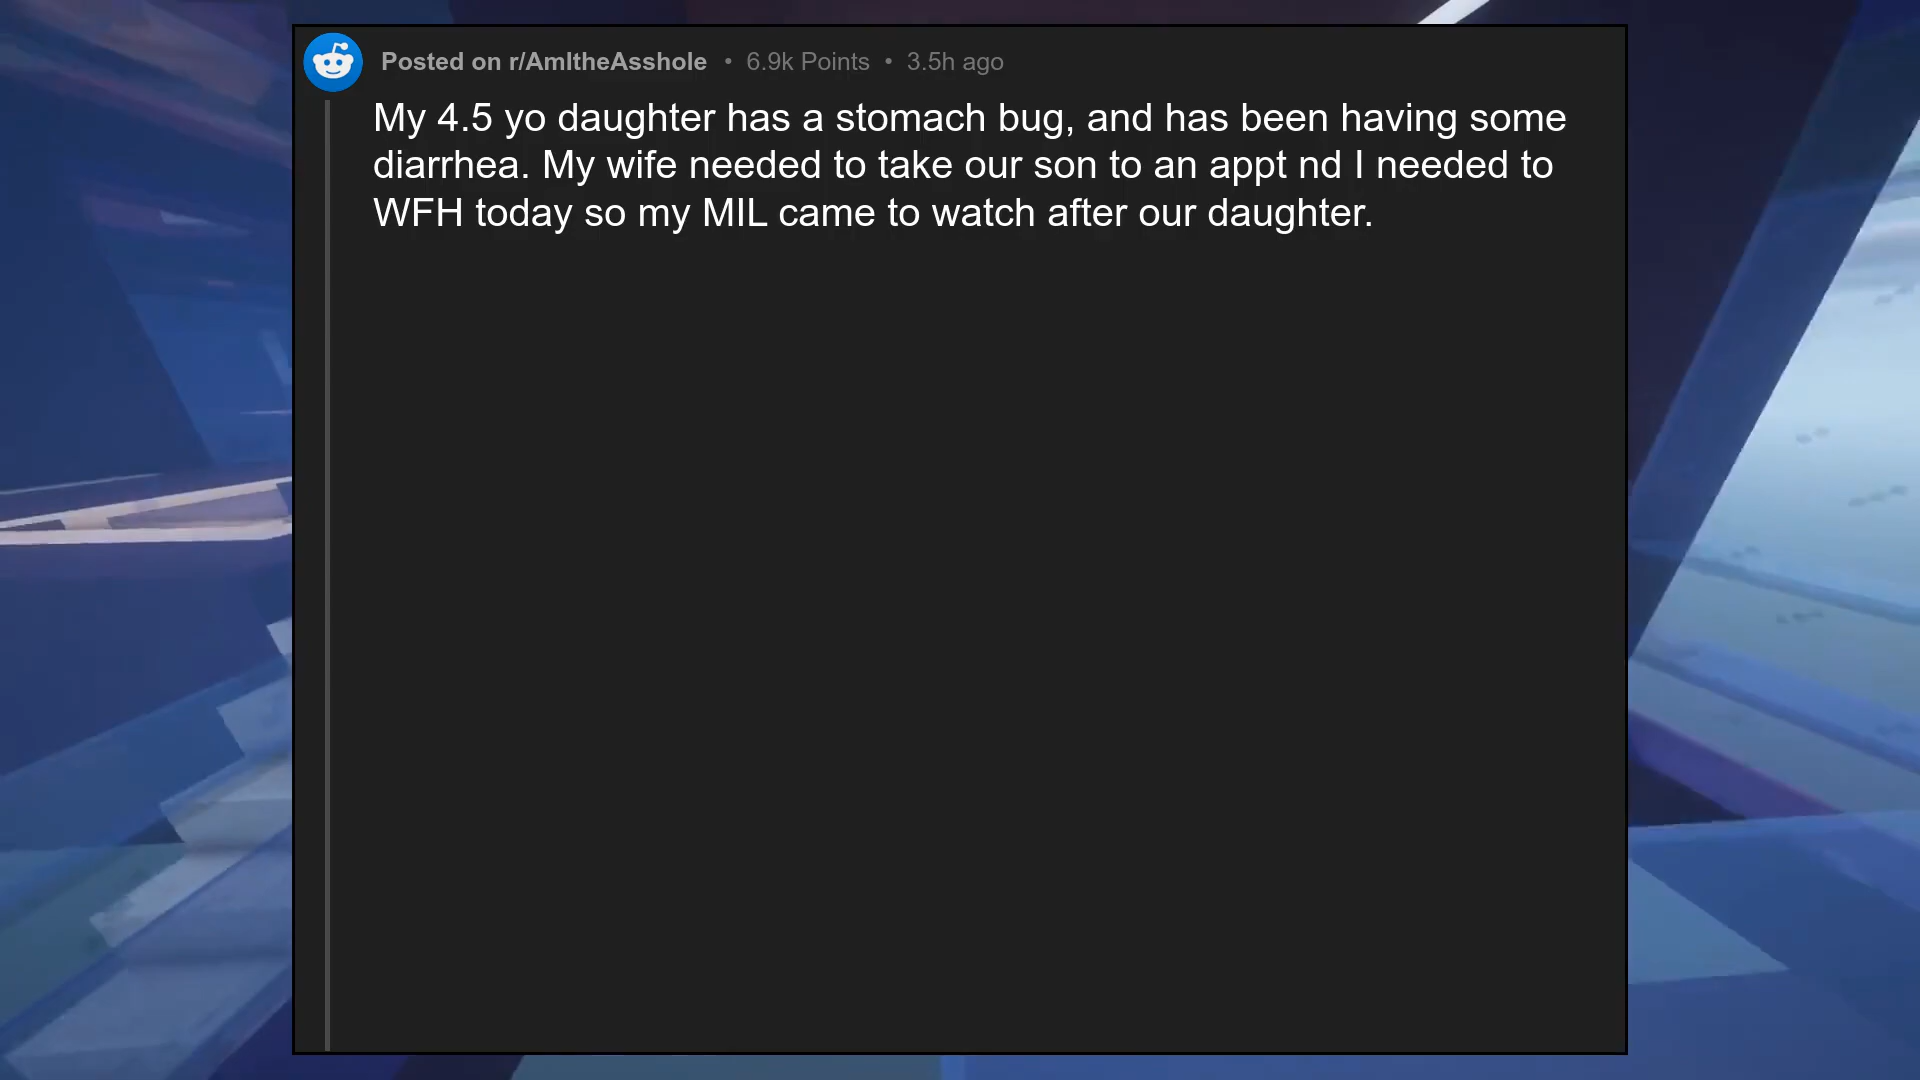 Posted on r/AmItheAsshole • 6.9k Points • 3.5h ago
My 4.5 yo daughter has a stomach bug, and has been having some
diarrhea. My wife needed to take our son to an appt nd I needed to
WFH today so my MIL came to watch after our daughter.